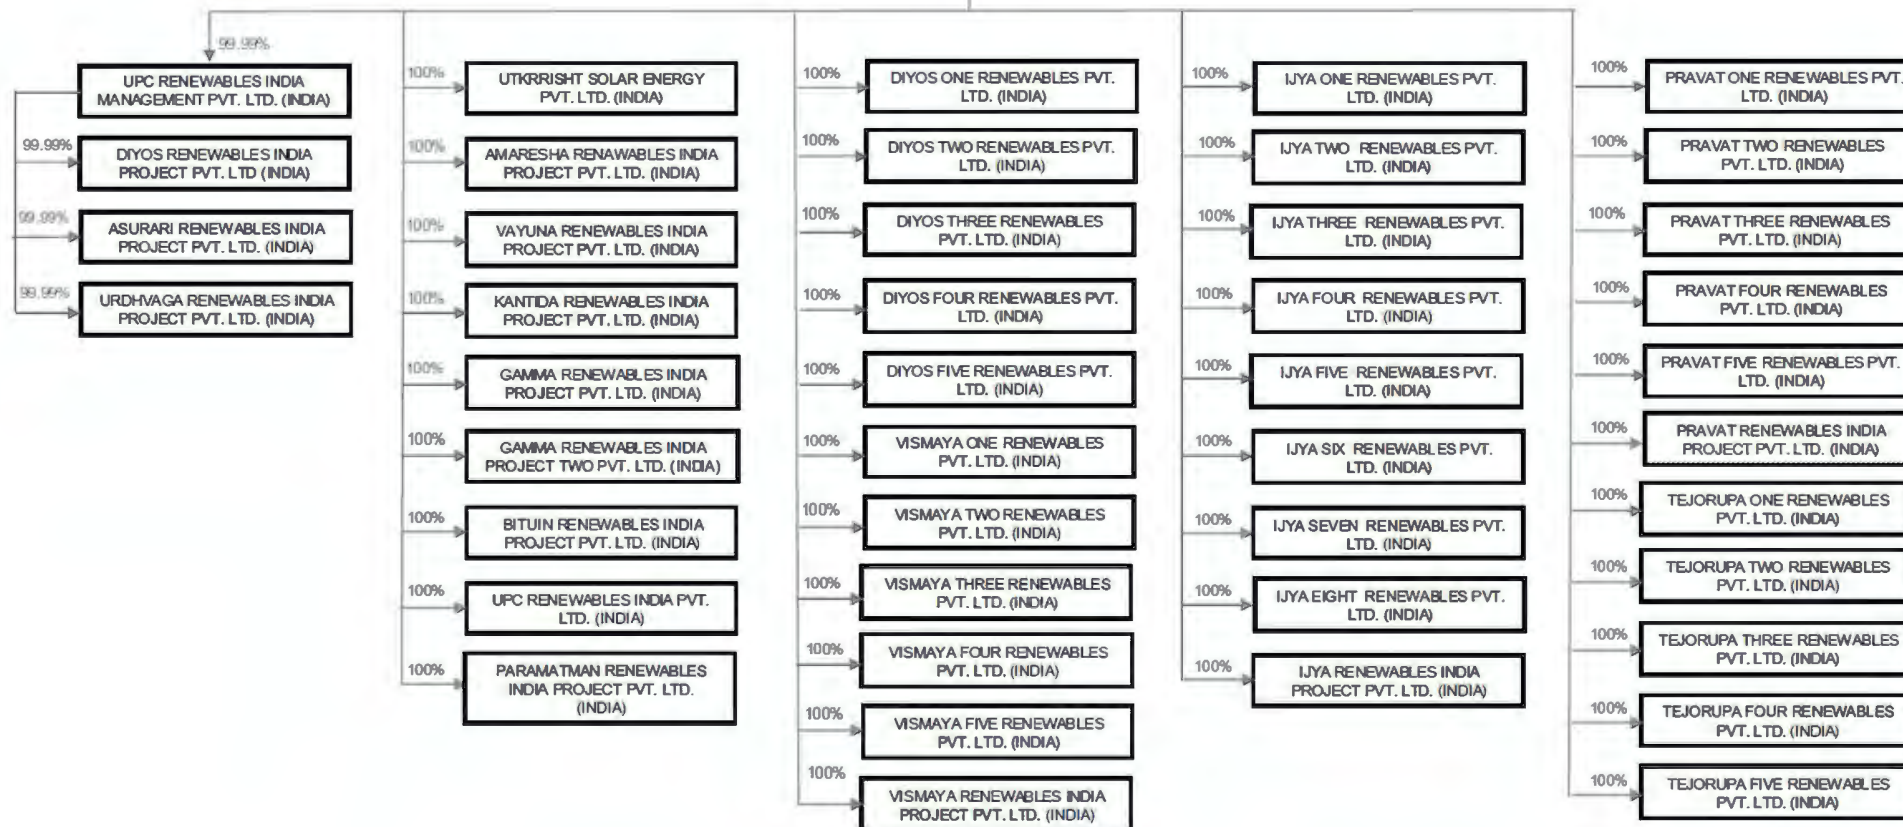 99.99%
UPC RENEWABLES INDIA
MANAGEMENT PVT. LTD. (INDIA)
99.99%
DIYOS RENEWABLES INDIA
PROJECT PVT. LTD (INDIA)
99.99%
ASURARI RENEWABLES INDIA
PROJECT PVT. LTD. (INDIA)
99.99%
URDHVAGA RENEWABLES INDIA
PROJECT PVT. LTD. (INDIA)
100%
UTKRRISHT SOLAR ENERGY
PVT. LTD. (INDIA)
100%
AMARESHA RENAWABLES INDIA
PROJECT PVT. LTD. (INDIA)
100%
VAYUNA RENEWABLES INDIA
PROJECT PVT. LTD. (INDIA)
100%
KANTIDA RENEWABLES INDIA
PROJECT PVT. LTD. (INDIA)
100%
GAMMA RENEWABLES INDIA
PROJECT PVT. LTD. (INDIA)
100%
GAMMA RENEWABLES INDIA
PROJECT TWO PVT. LTD. (INDIA)
100%
BITUIN RENEWABLES INDIA
PROJECT PVT. LTD. (INDIA)
100%
UPC RENEWABLES INDIA PVT.
LTD. (INDIA)
100%
PARAMATMAN RENEWABLES
INDIA PROJECT PVT. LTD.
(INDIA)
100%
DIYOS ONE RENEWABLES PVT.
LTD. (INDIA)
100%
DIYOS TWO RENEWABLES PVT.
LTD. (INDIA)
100%
DIYOS THREE RENEWABLES
PVT. LTD. (INDIA)
100%
DIYOS FOUR RENEWABLES PVT.
LTD. (INDIA)
100%
DIYOS FIVE RENEWABLES PVT.
LTD. (INDIA)
100%
VISMAYA ONE RENEWABLES
PVT. LTD. (INDIA)
100%
VISMAYA TWO RENEWABLES
PVT. LTD. (INDIA)
100%
VISMAYA THREE RENEWABLES
PVT. LTD. (INDIA)
100%
VISMAYA FOUR RENEWABLES
PVT. LTD. (INDIA)
100%
VISMAYA FIVE RENEWABLES
PVT. LTD. (INDIA)
100%
VISMAYA RENEWABLES INDIA
PROJECT PVT. LTD. (INDIA)
100%
IJYA ONE RENEWABLES PVT.
LTD. (INDIA)
100%
IJYA TWO RENEWABLES PVT.
LTD. (INDIA)
100%
IJYA THREE RENEWABLES PVT.
LTD. (INDIA)
100%
IJYA FOUR RENEWABLES PVT.
LTD. (INDIA)
100%
IJYA FIVE RENEWABLES PVT.
LTD. (INDIA)
100%
IJYA SIX RENEWABLES PVT.
LTD. (INDIA)
100%
IJYA SEVEN RENEWABLES PVT.
LTD. (INDIA)
100%
IJYA EIGHT RENEWABLES PVT.
LTD. (INDIA)
100%
IJYA RENEWABLES INDIA
PROJECT PVT. LTD. (INDIA)
100%
PRAVAT ONE RENEWABLES PVT.
LTD. (INDIA)
100%
PRAVAT TWO RENEWABLES
PVT. LTD. (INDIA)
100%
PRAVAT THREE RENEWABLES
PVT. LTD. (INDIA)
100%
PRAVAT FOUR RENEWABLES
PVT. LTD. (INDIA)
100%
PRAVAT FIVE RENEWABLES PVT.
LTD. (INDIA)
100%
PRAVAT RENEWABLES INDIA
PROJECT PVT. LTD. (INDIA)
100%
TEJORUPA ONE RENEWABLES
PVT. LTD. (INDIA)
100%
TEJORUPA TWO RENEWABLES
PVT. LTD. (INDIA)
100%
TEJORUPA THREE RENEWABLES
PVT. LTD. (INDIA)
100%
TEJORUPA FOUR RENEWABLES
PVT. LTD. (INDIA)
100%
TEJORUPA FIVE RENEWABLES
PVT. LTD. (INDIA)